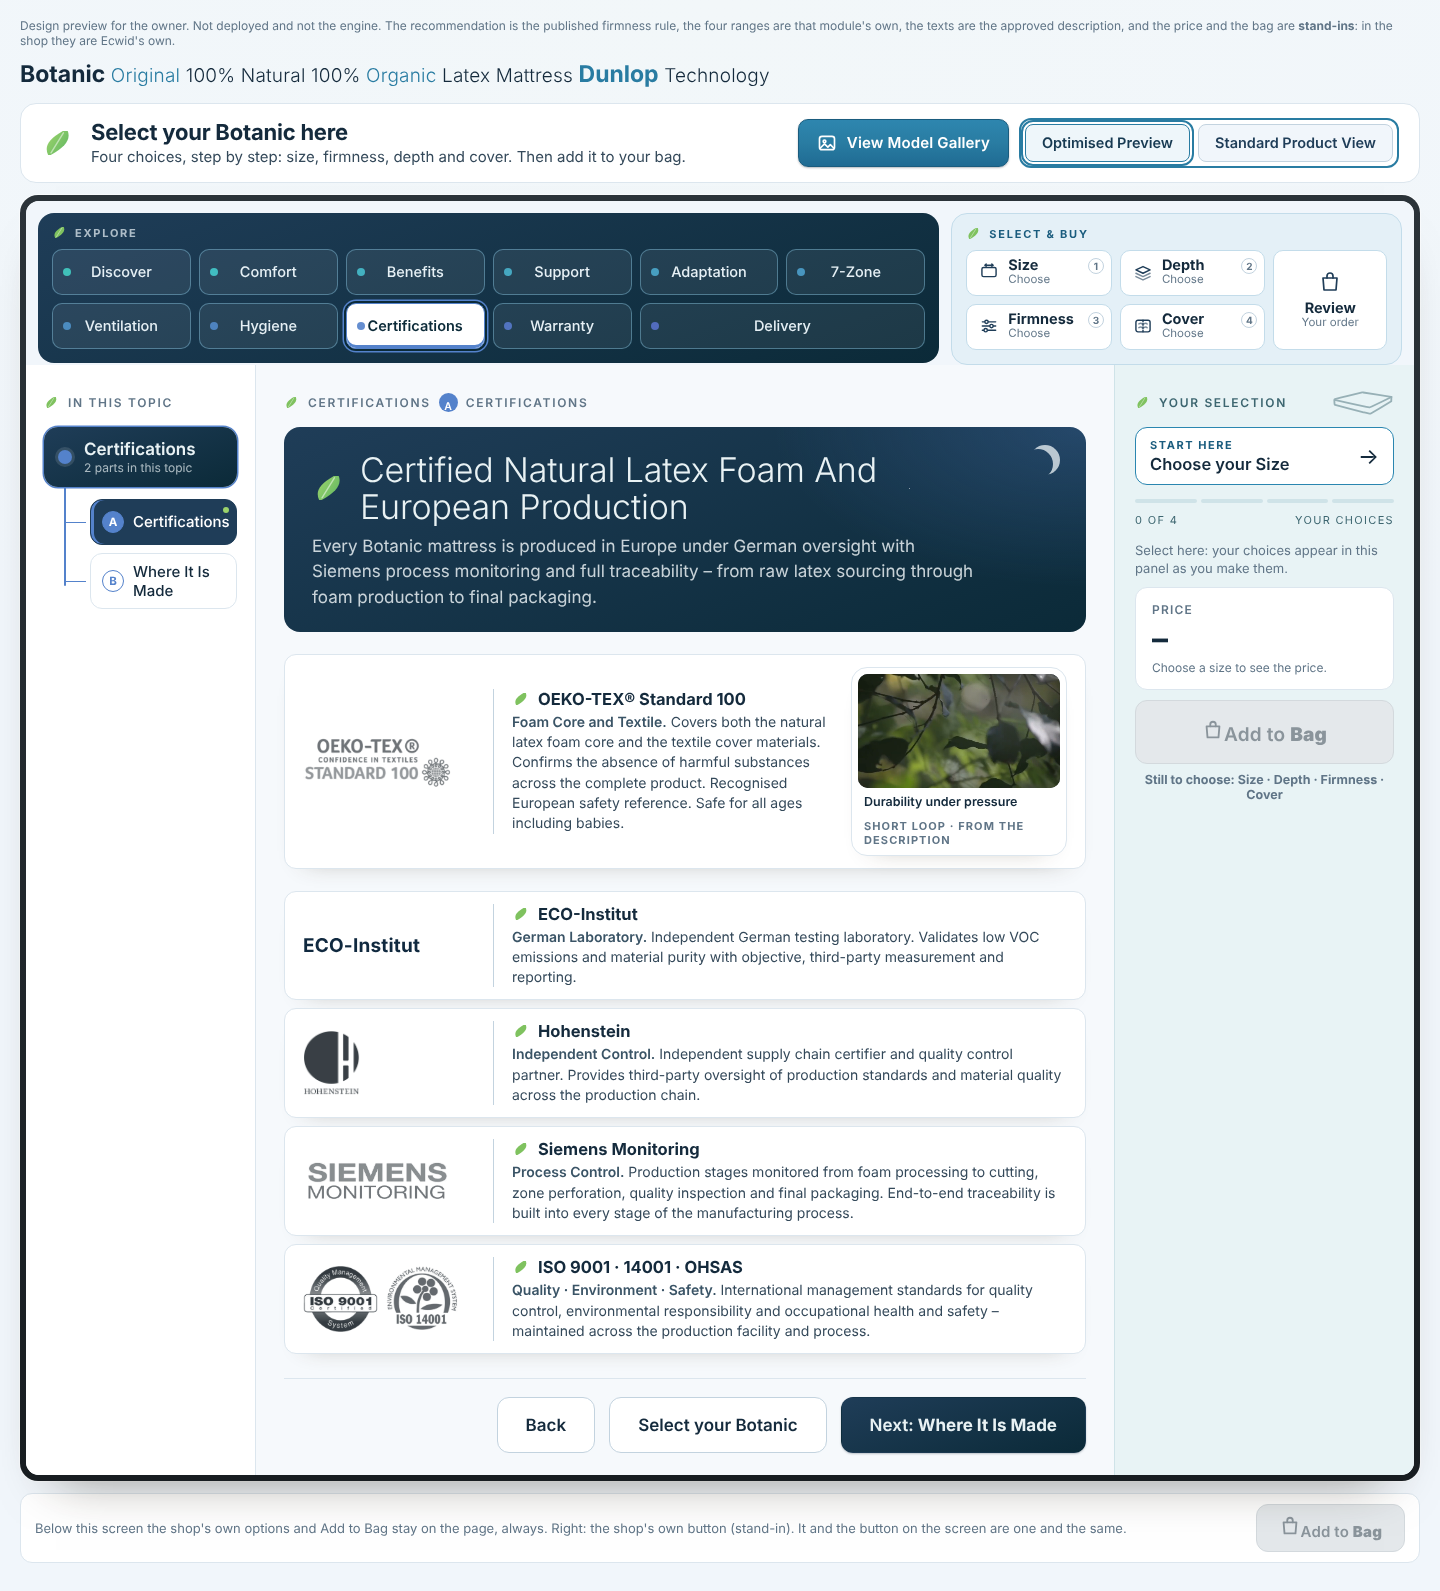 Design preview for the owner. Not deployed and not the engine. The recommendation is the published firmness rule, the four ranges are that module's own, the texts are the approved description, and the price and the bag are stand-ins: in the
shop they are Ecwid's own.
Botanic Original 100% Natural 100% Organic Latex Mattress Dunlop Technology
Select your Botanic here
Four choices, step by step: size, firmness, depth and cover. Then add it to your bag.
View Model Gallery
Optimised Preview
Standard Product View
EXPLORE
Discover
Comfort
Benefits
Support
Adaptation
7-Zone
Ventilation
Hygiene
Certifications
Warranty
Delivery
SELECT & BUY
Size
Choose
1
Depth
Choose
2
Firmness
Choose
3
Cover
Choose
4
Review
Your order
IN THIS TOPIC
Certifications
2 parts in this topic
A Certifications
B Where It Is
Made
CERTIFICATIONS A CERTIFICATIONS
Certified Natural Latex Foam And
European Production
Every Botanic mattress is produced in Europe under German oversight with
Siemens process monitoring and full traceability – from raw latex sourcing through
foam production to final packaging.
OEKO-TEX®
CONFIDENCE IN TEXTILES
STANDARD 100
OEKO-TEX® Standard 100
Foam Core and Textile. Covers both the natural
latex foam core and the textile cover materials.
Confirms the absence of harmful substances
across the complete product. Recognised
European safety reference. Safe for all ages
including babies.
Durability under pressure
SHORT LOOP · FROM THE
DESCRIPTION
ECO-Institut
ECO-Institut
German Laboratory. Independent German testing laboratory. Validates low VOC
emissions and material purity with objective, third-party measurement and
reporting.
HOHENSTEIN
Hohenstein
Independent Control. Independent supply chain certifier and quality control
partner. Provides third-party oversight of production standards and material quality
across the production chain.
SIEMENS
MONITORING
Siemens Monitoring
Process Control. Production stages monitored from foam processing to cutting,
zone perforation, quality inspection and final packaging. End-to-end traceability is
built into every stage of the manufacturing process.
Quality Management
ISO 9001
Certified
System
ENVIRONMENTAL MANAGEMENT SYSTEM
ISO 14001
ISO 9001 · 14001 · OHSAS
Quality · Environment · Safety. International management standards for quality
control, environmental responsibility and occupational health and safety –
maintained across the production facility and process.
Back
Select your Botanic
Next: Where It Is Made
YOUR SELECTION
START HERE
Choose your Size
0 OF 4
YOUR CHOICES
Select here: your choices appear in this
panel as you make them.
PRICE
–
Choose a size to see the price.
Add to Bag
Still to choose: Size · Depth · Firmness ·
Cover
Below this screen the shop's own options and Add to Bag stay on the page, always. Right: the shop's own button (stand-in). It and the button on the screen are one and the same.
Add to Bag